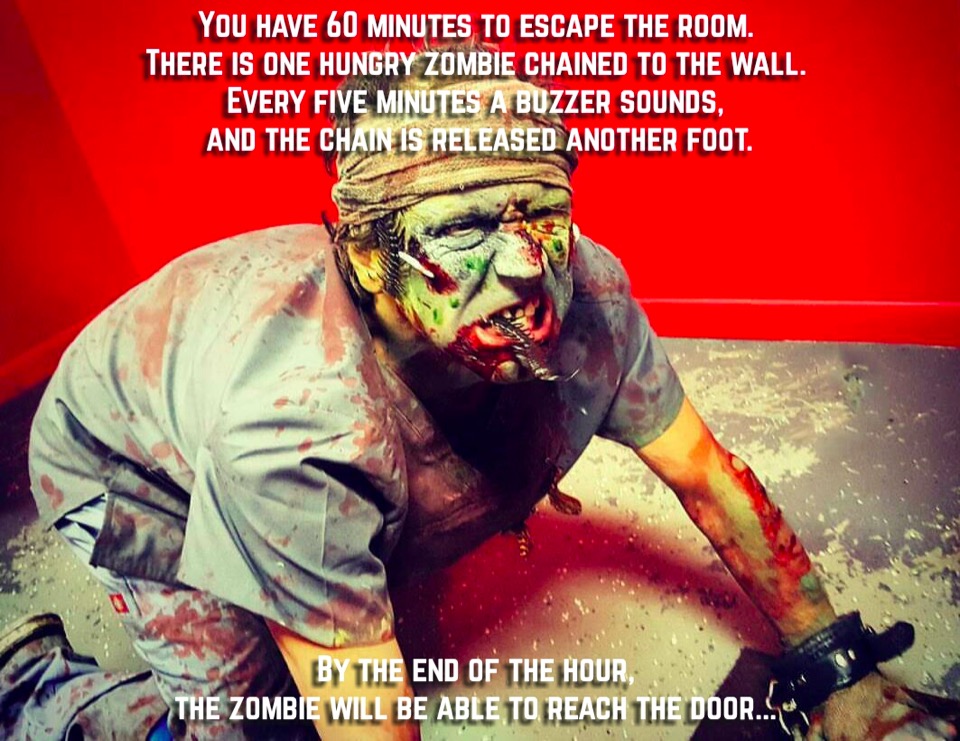 You have 60 minutes to escape the room.
There is one hungry zombie chained to the wall.
Every five minutes a buzzer sounds,
and the chain is released another foot.
By the end of the hour,
the zombie will be able to reach the door...